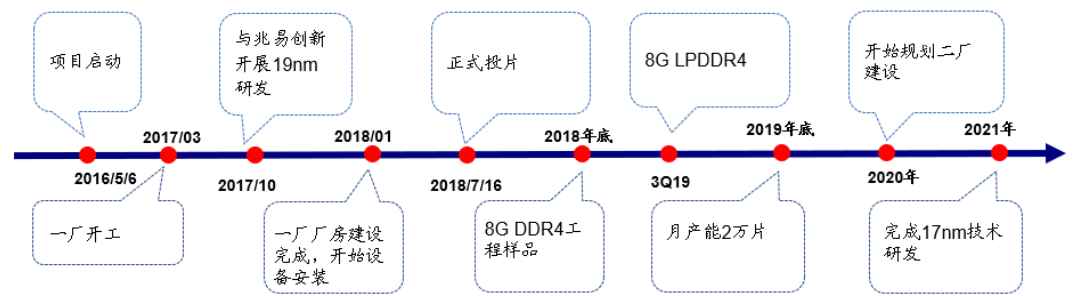 项目启动
与兆易创新
开展19nm
研发
正式投片
8G LPDDR4
开始规划二厂
建设
2017/03
2018/01
2018年底
2019年底
2021年
2016/5/6
2017/10
2018/7/16
3Q19
2020年
一厂开工
一厂厂房建设
完成，开始设
备安装
8G DDR4工
程样品
月产能2万片
完成17nm技术
研发